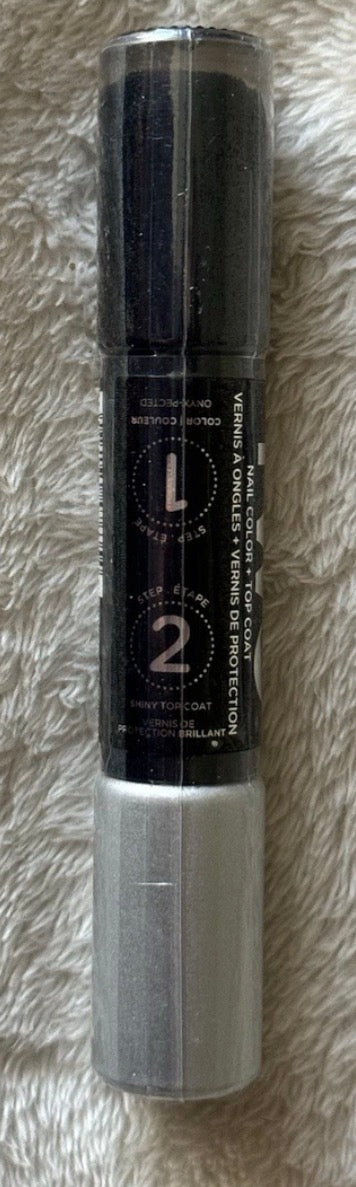 COLOR | COULEUR
ONYX-PECTED
STEP . ÉTAPE
1
STEP . ÉTAPE
2
SHINY TOP COAT
VERNIS DE
PROTECTION BRILLANT
NAIL COLOR + TOP COAT
VERNIS À ONGLES + VERNIS DE PROTECTION